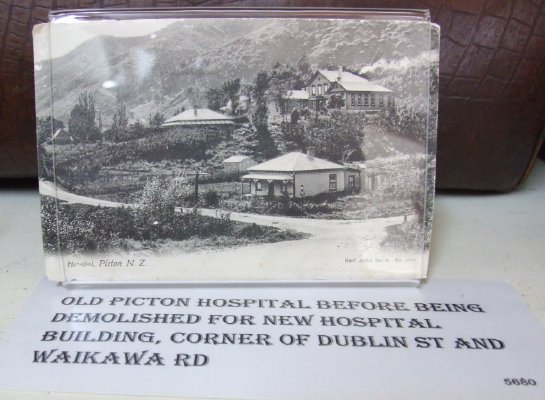 Hospital, Picton N. Z.
OLD PICTON HOSPITAL BEFORE BEING
DEMOLISHED FOR NEW HOSPITAL
BUILDING, CORNER OF DUBLIN ST AND
WAIKAWA RD
5680